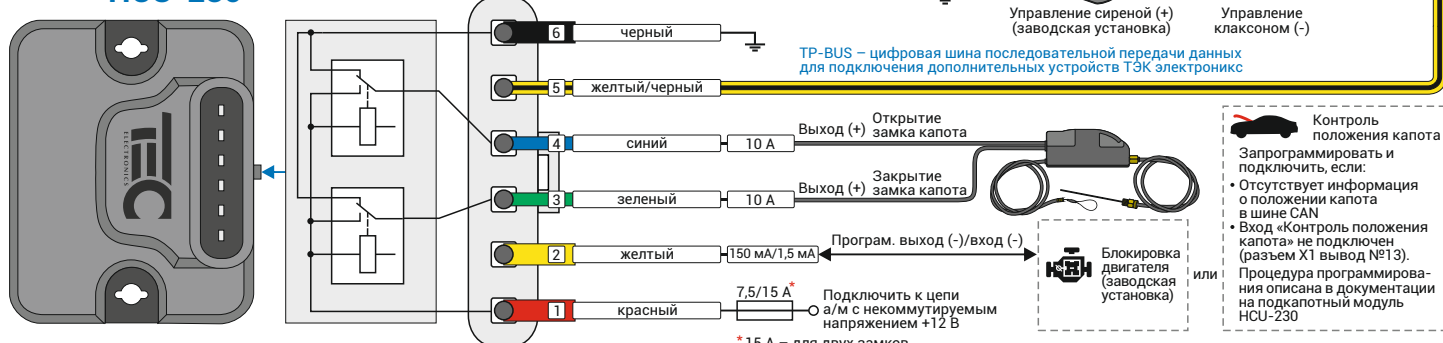 HCU-230
Управление сиреной (+)
(заводская установка)
Управление
клаксоном (-)
TP-BUS – цифровая шина последовательной передачи данных
для подключения дополнительных устройств ТЭК электроникс
6 черный
5 желтый/черный
4 синий 10 А Выход (+) Открытие
замка капота
3 зеленый 10 А Выход (+) Закрытие
замка капота
2 желтый 150 мА/1,5 мА Програм. выход (-)/вход (-)
1 красный 7,5/15 А* Подключить к цепи
а/м с некоммутируемым
напряжением +12 В
* 15 А – для двух замков
TEC
ELECTRONICS
Блокировка
двигателя
(заводская
установка)
или
Контроль
положения капота
Запрограммировать и
подключить, если:
• Отсутствует информация
о положении капота
в шине CAN
• Вход «Контроль положения
капота» не подключен
(разъем X1 вывод №13).
Процедура программирова-
ния описана в документации
на подкапотный модуль
HCU-230